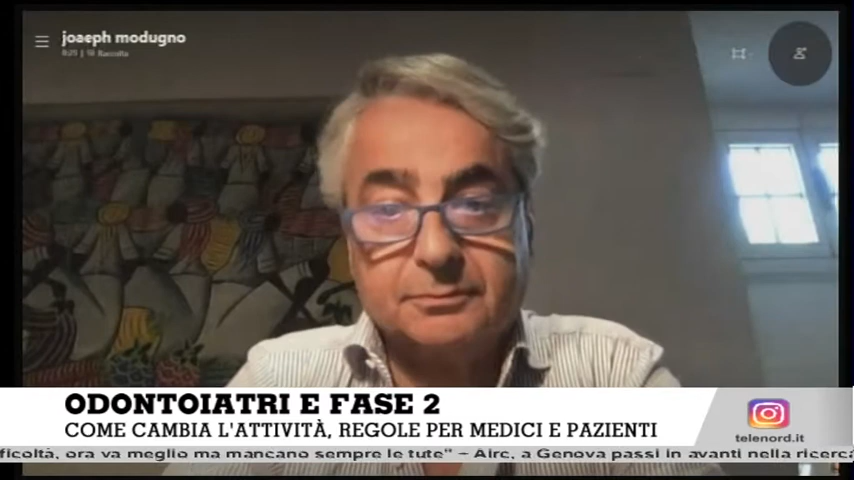 joaeph modugno
Raccolta
ODONTOIATRI E FASE 2
COME CAMBIA L'ATTIVITÀ, REGOLE PER MEDICI E PAZIENTI
telenord.it
ficoltà, ora va meglio ma mancano sempre le tute" – Airc, a Genova passi in avanti nella ricerca